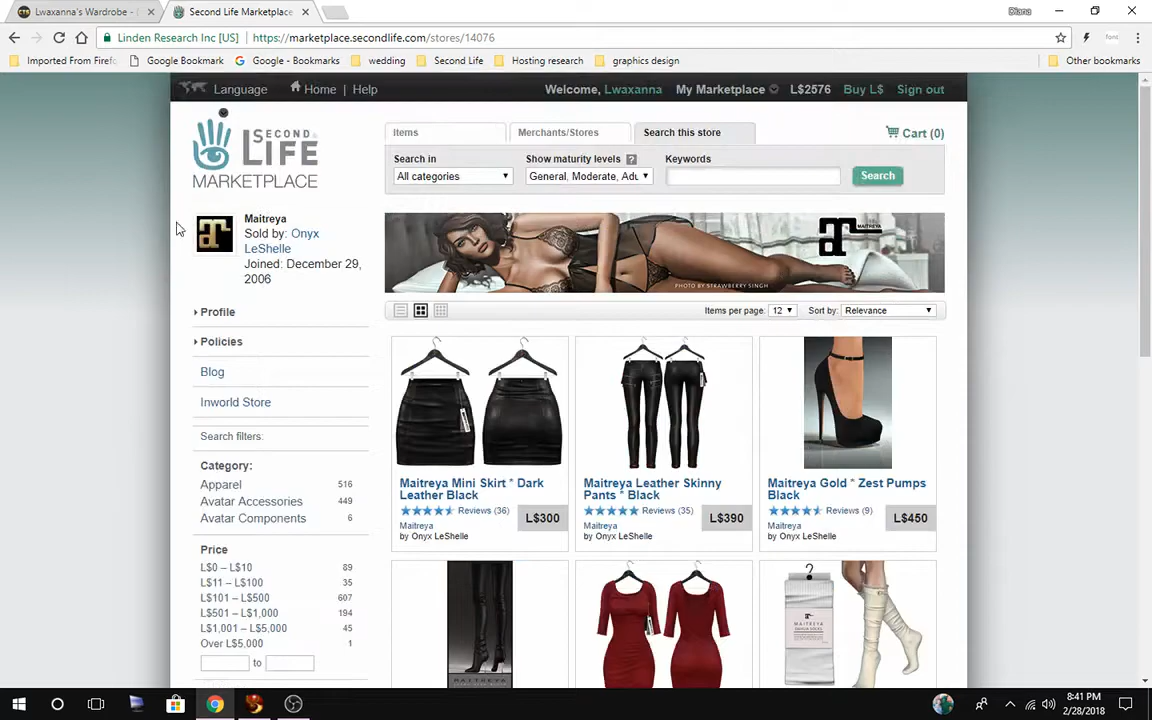 Lwaxanna's Wardrobe - (
Second Life Marketplace
Diana
Linden Research Inc [US]
https://marketplace.secondlife.com/stores/14076
Imported From Firef
Google Bookmark
Google - Bookmarks
wedding
Second Life
Hosting research
graphics design
Other bookmarks
Language
Home | Help
Welcome, Lwaxanna
My Marketplace
L$2576
Buy L$
Sign out
SECOND LIFE
MARKETPLACE
Items
Merchants/Stores
Search this store
Cart (0)
Search in
Show maturity levels ?
Keywords
All categories
General, Moderate, Adu
Search
Maitreya
Sold by: Onyx
LeShelle
Joined: December 29,
2006
MAITREYA
PHOTO BY STRAWBERRY SINGH
Items per page: 12
Sort by: Relevance
Profile
Policies
Blog
Inworld Store
Search filters:
Category:
Apparel 516
Avatar Accessories 449
Avatar Components 6
Price
L$0 – L$10 89
L$11 – L$100 35
L$101 – L$500 607
L$501 – L$1,000 194
L$1,001 – L$5,000 45
Over L$5,000 1
to
Maitreya Mini Skirt * Dark
Leather Black
Reviews (36)
L$300
Maitreya
by Onyx LeShelle
Maitreya Leather Skinny
Pants * Black
Reviews (35)
L$390
Maitreya
by Onyx LeShelle
Maitreya Gold * Zest Pumps
Black
Reviews (9)
L$450
Maitreya
by Onyx LeShelle
MAITREYA
MAITREYA
8:41 PM
2/28/2018